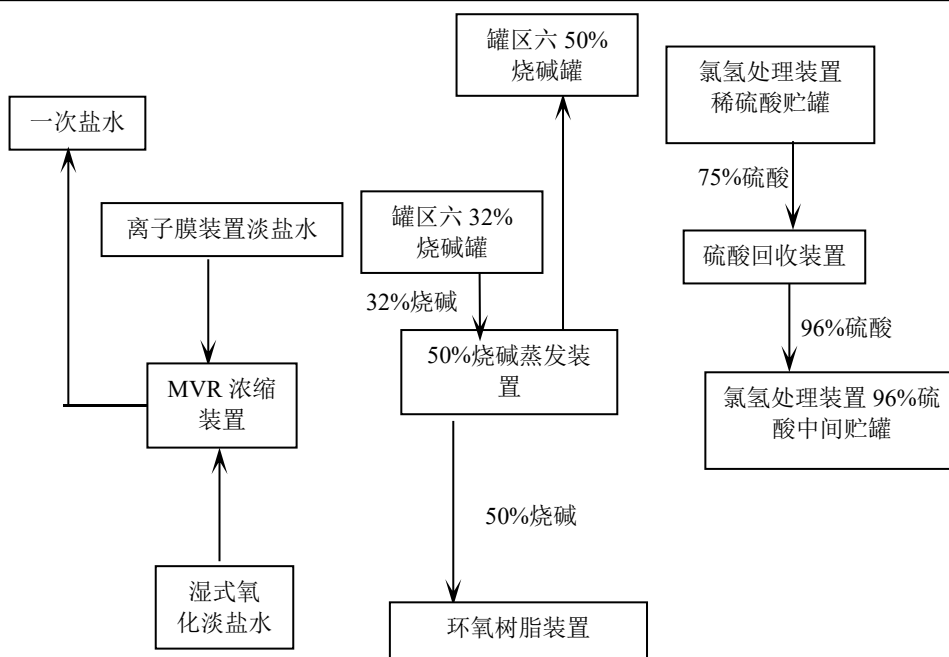 罐区六 50%
烧碱罐
氯氢处理装置
稀硫酸贮罐
一次盐水
75%硫酸
罐区六 32%
烧碱罐
离子膜装置淡盐水
硫酸回收装置
32%烧碱
96%硫酸
50%烧碱蒸发装
置
MVR 浓缩
装置
氯氢处理装置 96%硫
酸中间贮罐
50%烧碱
湿式氧
化淡盐水
环氧树脂装置